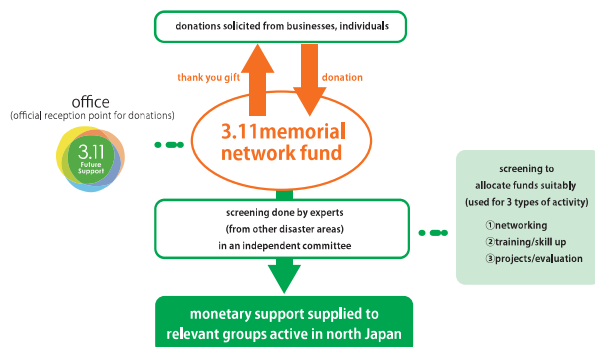 donations solicited from businesses, individuals
thank you gift
donation
office
(official reception point for donations)
3.11
Future
Support
3.11memorial
network fund
screening done by experts
(from other disaster areas)
in an independent committee
screening to
allocate funds suitably
(used for 3 types of activity)
①networking
②training/skill up
③projects/evaluation
monetary support supplied to
relevant groups active in north Japan